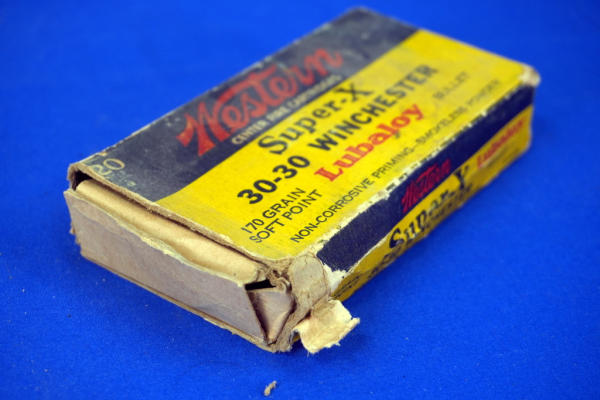 20
Western
CENTER FIRE CARTRIDGES
Super-X
30-30 WINCHESTER
170 GRAIN
SOFT POINT
Lubaloy BULLET
NON-CORROSIVE PRIMING-SMOKELESS POWDER
Western
Super-X
Lubaloy